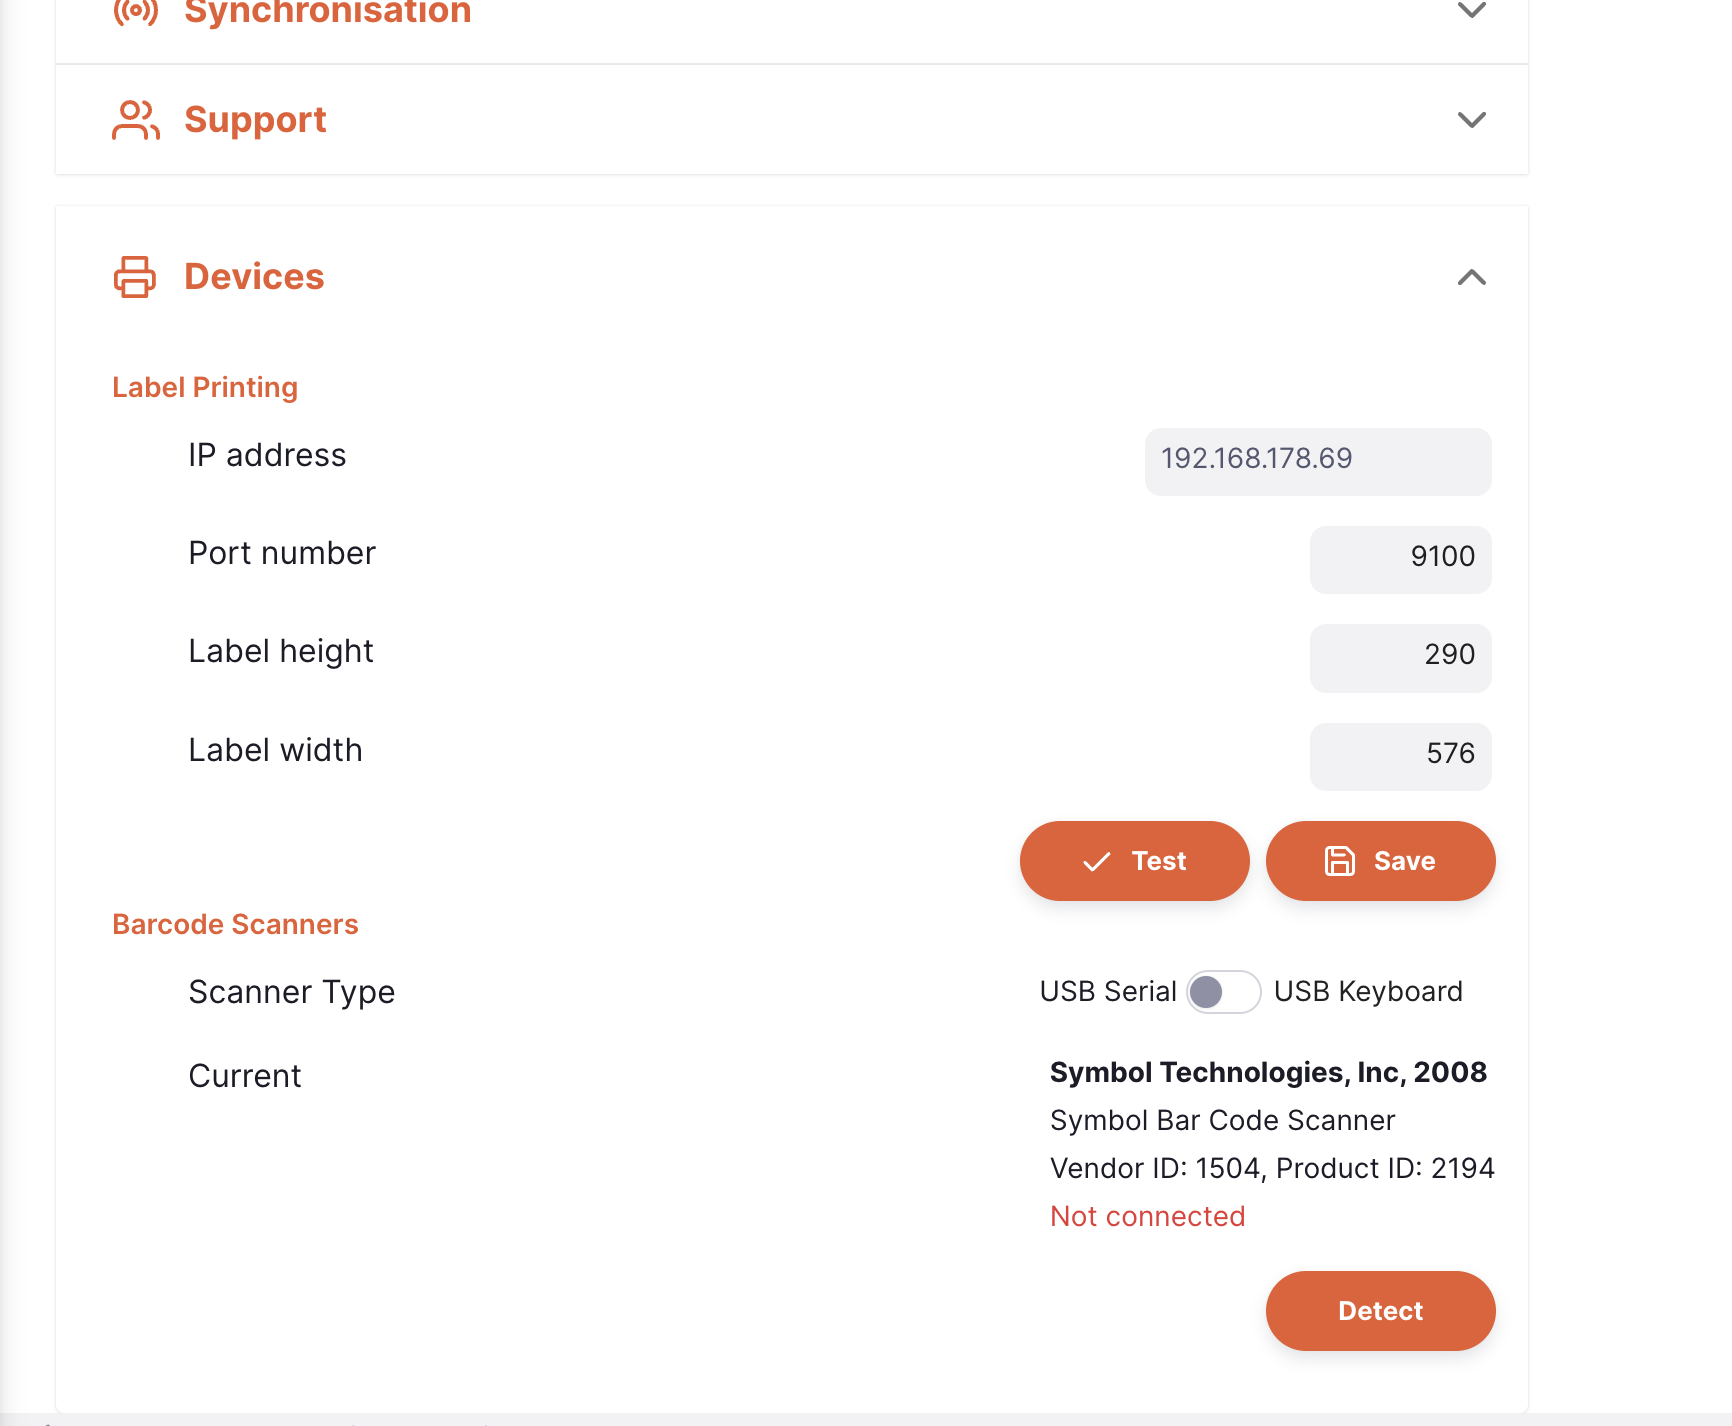 Synchronisation
Support
Devices
Label Printing
IP address 192.168.178.69
Port number 9100
Label height 290
Label width 576
Test Save
Barcode Scanners
Scanner Type USB Serial USB Keyboard
Current Symbol Technologies, Inc, 2008
Symbol Bar Code Scanner
Vendor ID: 1504, Product ID: 2194
Not connected
Detect